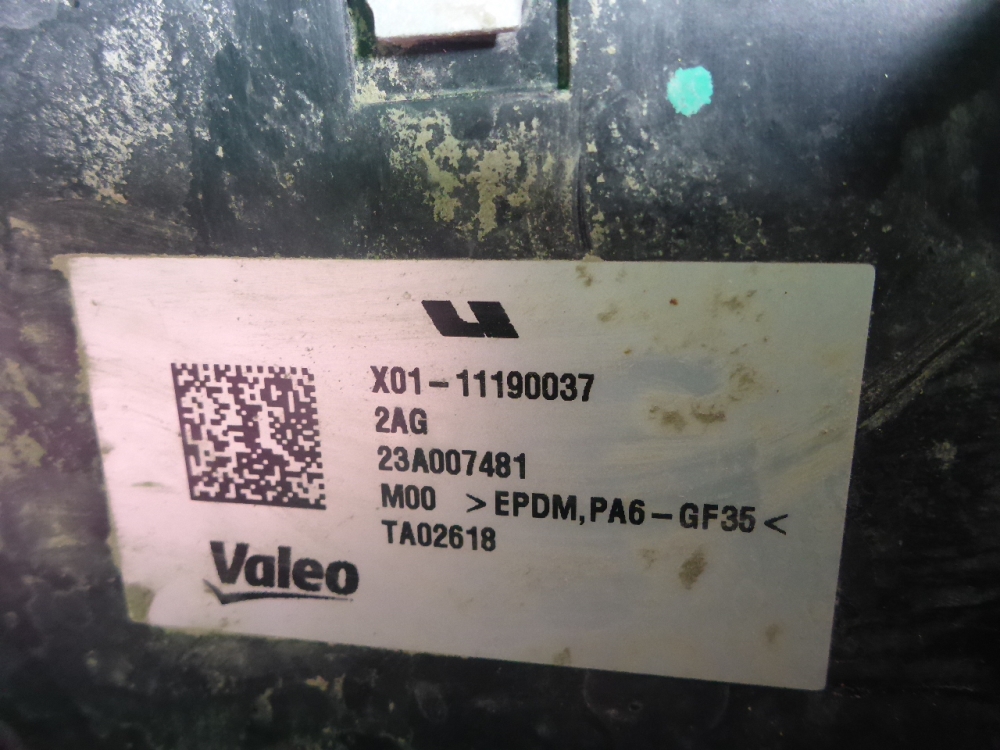 X01-11190037
2AG
23A007481
M00 >EPDM,PA6-GF35<
TA02618
Valeo